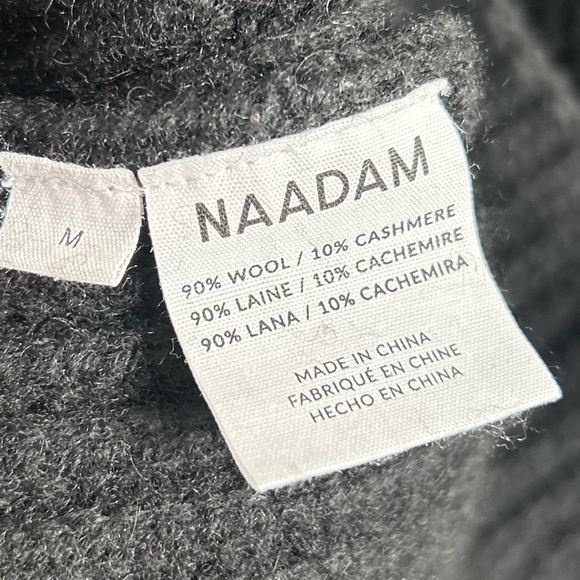 M
NAADAM
90% WOOL / 10% CASHMERE
90% LAINE / 10% CACHEMIRE
90% LANA / 10% CACHEMIRA
MADE IN CHINA
FABRIQUÉ EN CHINE
HECHO EN CHINA